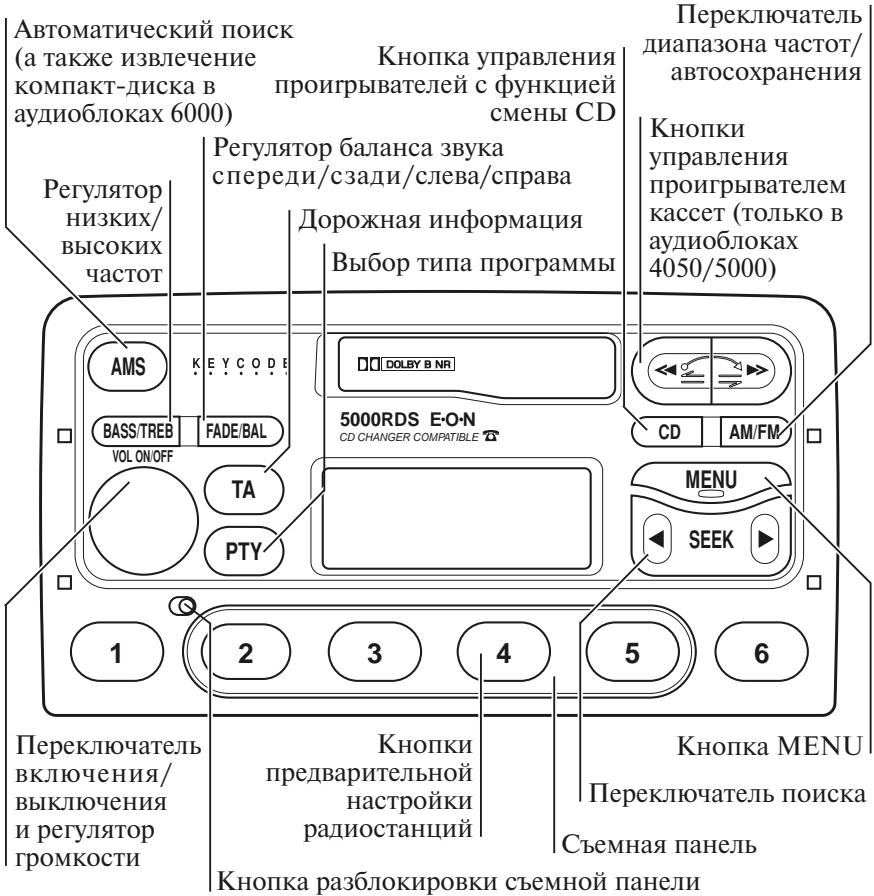 Автоматический поиск
(а также извлечение
компакт-диска в
аудиоблоках 6000)
Кнопка управления
проигрывателей с функцией
смены CD
Переключатель
диапазона частот/
автосохранения
Регулятор баланса звука
спереди/сзади/слева/справа
Регулятор
низких/
высоких
частот
Дорожная информация
Выбор типа программы
Кнопки
управления
проигрывателем
кассет (только в
аудиоблоках
4050/5000)
AMS
KEYCODE
DOLBY B NR
BASS/TREB
FADE/BAL
5000RDS E·O·N
CD CHANGER COMPATIBLE
CD
AM/FM
VOL ON/OFF
TA
MENU
PTY
SEEK
1
2
3
4
5
6
Переключатель
включения/
выключения
и регулятор
громкости
Кнопки
предварительной
настройки
радиостанций
Кнопка MENU
Переключатель поиска
Съемная панель
Кнопка разблокировки съемной панели